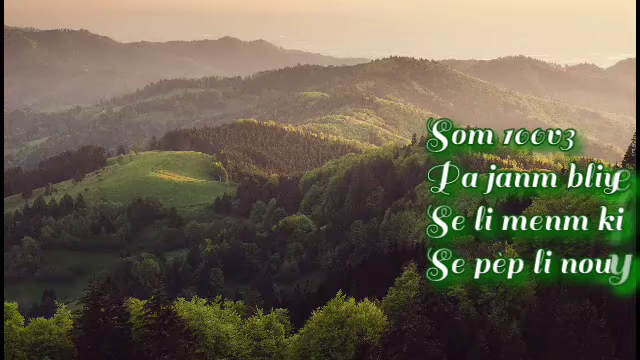 Som 100v3
Pa janm bliye
Se li menm ki
Se pèp li nou y